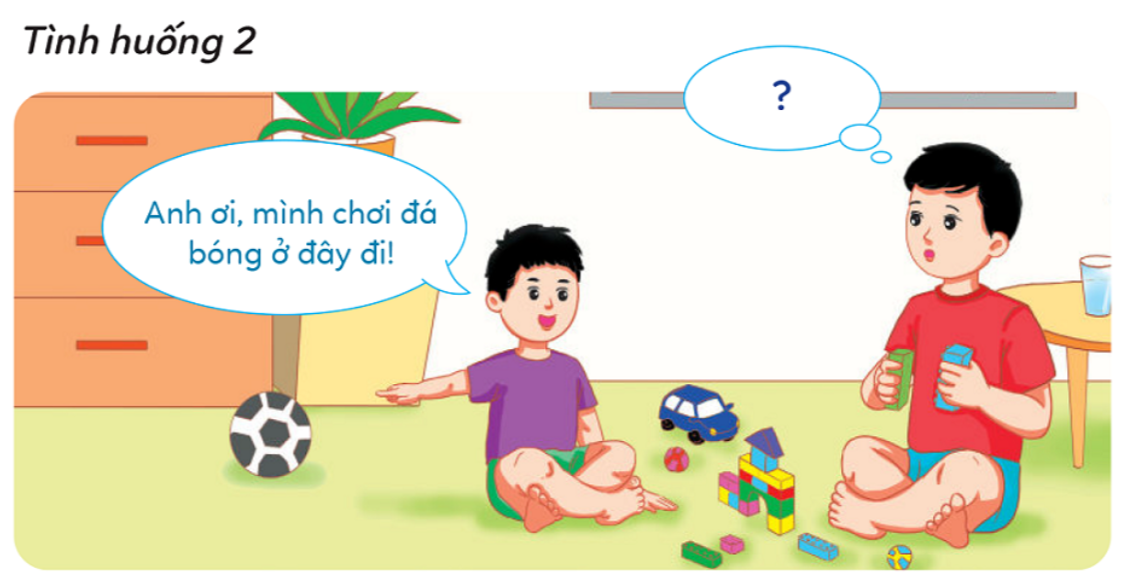 Tình huống 2
?
Anh ơi, mình chơi đá
bóng ở đây đi!